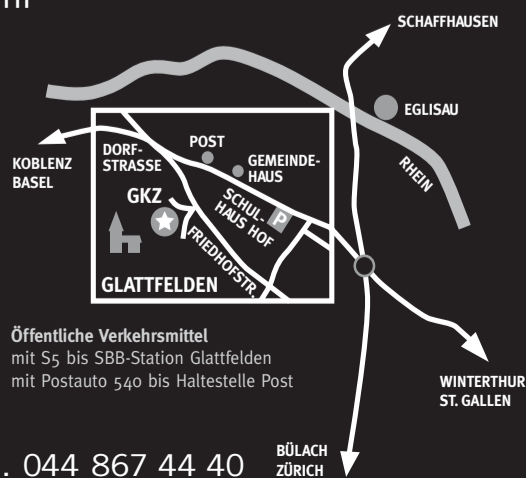 m
SCHAFFHAUSEN
EGLISAU
RHEIN
KOBLENZ
BASEL
DORF-
STRASSE
POST
GEMEINDE-
HAUS
GKZ
SCHUL-
HAUS HOF
P
FRIEDHOFSTR.
GLATTFELDEN
Öffentliche Verkehrsmittel
mit S5 bis SBB-Station Glattfelden
mit Postauto 540 bis Haltestelle Post
WINTERTHUR
ST. GALLEN
. 044 867 44 40
BÜLACH
ZÜRICH